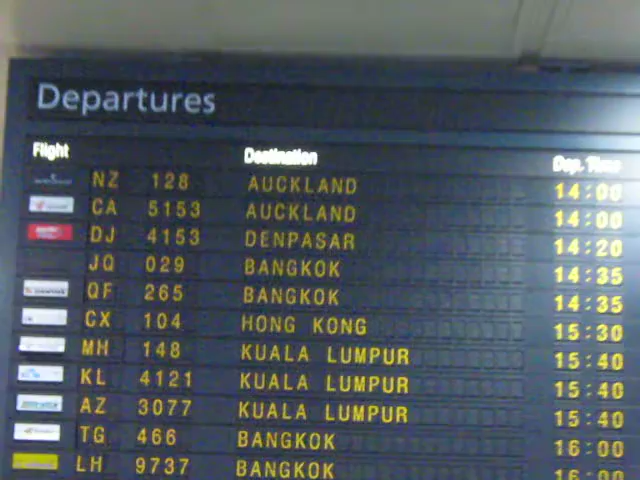 Departures
Flight Destination Dep. Time
NZ 128 AUCKLAND 14:00
CA 5153 AUCKLAND 14:00
DJ 4153 DENPASAR 14:20
JQ 029 BANGKOK 14:35
QF 265 BANGKOK 14:35
CX 104 HONG KONG 15:30
MH 148 KUALA LUMPUR 15:40
KL 4121 KUALA LUMPUR 15:40
AZ 3077 KUALA LUMPUR 15:40
TG 466 BANGKOK 16:00
LH 9737 BANGKOK 16:00